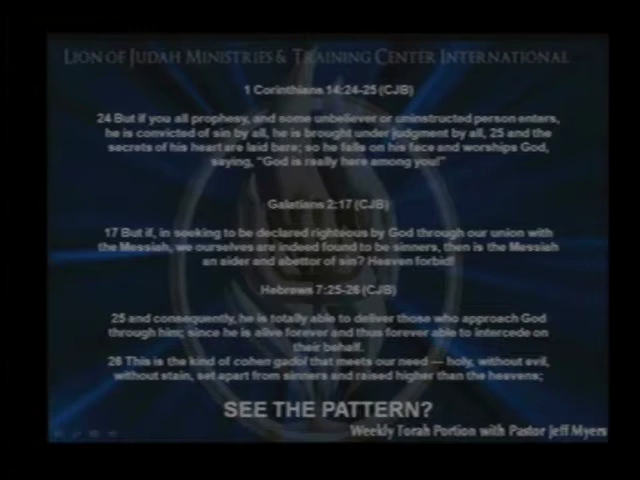 LION OF JUDAH MINISTRIES & TRAINING CENTER INTERNATIONAL
1 Corinthians 14:24-25 (CJB)
24 But if you all prophesy, and some unbeliever or uninstructed person enters,
he is convicted of sin by all, he is brought under judgment by all, 25 and the
secrets of his heart are laid bare; so he falls on his face and worships God,
saying, "God is really here among you!"
Galatians 2:17 (CJB)
17 But if, in seeking to be declared righteous by God through our union with
the Messiah, we ourselves are indeed found to be sinners, then is the Messiah
an aider and abettor of sin? Heaven forbid!
Hebrews 7:25-26 (CJB)
25 and consequently, he is totally able to deliver those who approach God
through him; since he is alive forever and thus forever able to intercede on
their behalf.
26 This is the kind of cohen gadol that meets our need — holy, without evil,
without stain, set apart from sinners and raised higher than the heavens;
SEE THE PATTERN?
Weekly Torah Portion with Pastor Jeff Myers